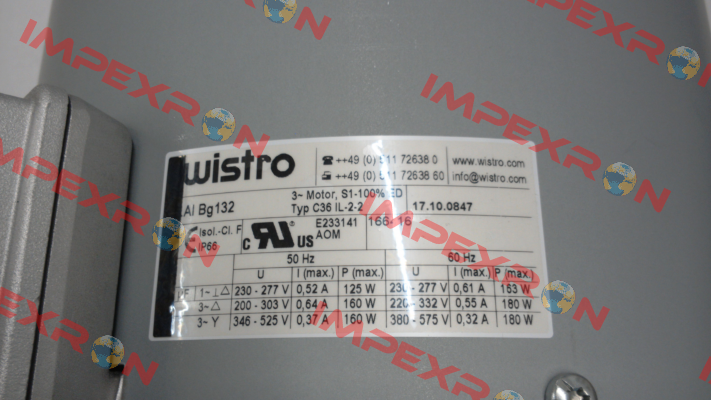 IMPEXRON
IMPEXRON
IMPEXRON
IMPEXRON
wistro
++49 (0) 511 72638 0
++49 (0) 511 72638 60
www.wistro.com
info@wistro.com
AI Bg132
3~ Motor, S1-100% ED
Typ C36 IL-2-2
17.10.0847
Isol.-Cl. F
IP66
C US
E233141
AOM
166-16
50 Hz
60 Hz
U I (max.) P (max.) U I (max.) P (max.)
1~ ⊥ △ 230 - 277 V 0,52 A 125 W 230 - 277 V 0,61 A 163 W
3~ △ 200 - 303 V 0,64 A 160 W 220 - 332 V 0,55 A 180 W
3~ Y 346 - 525 V 0,37 A 160 W 380 - 575 V 0,32 A 180 W